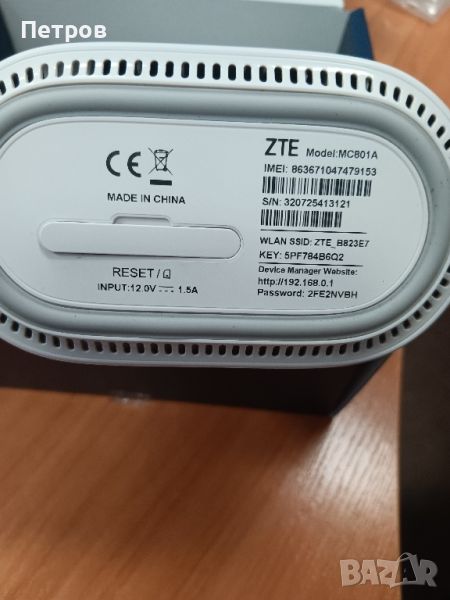 Петров
ZTE Model:MC801A
IMEI: 863671047479153
S/N: 320725413121
MADE IN CHINA
WLAN SSID: ZTE_B823E7
KEY: 5PF784B6Q2
Device Manager Website:
http://192.168.0.1
Password: 2FE2NVBH
RESET/
INPUT:12.0V 1.5A
BAZAR